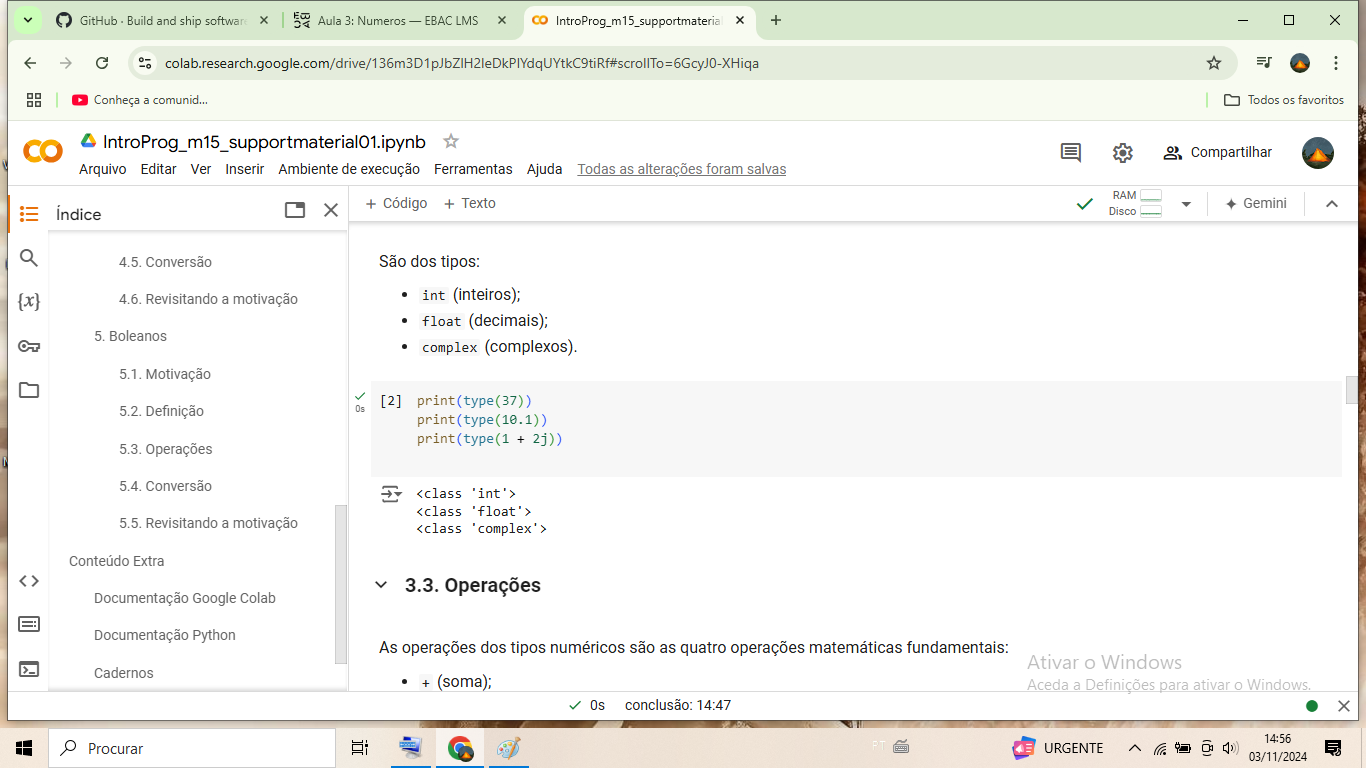 GitHub · Build and ship software
Aula 3: Numeros — EBAC LMS
IntroProg_m15_supportmaterial
colab.research.google.com/drive/136m3D1pJbZIH2IeDkPlYdqUYtkC9tiRf#scrollTo=6GcyJ0-XHiqa
Conheça a comunid...
Todos os favoritos
IntroProg_m15_supportmaterial01.ipynb
Arquivo Editar Ver Inserir Ambiente de execução Ferramentas Ajuda Todas as alterações foram salvas
Compartilhar
Índice
+ Código + Texto
RAM
Disco
Gemini
4.5. Conversão
4.6. Revisitando a motivação
5. Boleanos
5.1. Motivação
5.2. Definição
5.3. Operações
5.4. Conversão
5.5. Revisitando a motivação
Conteúdo Extra
Documentação Google Colab
Documentação Python
Cadernos
São dos tipos:
• int (inteiros);
• float (decimais);
• complex (complexos).
0s
[2] print(type(37))
print(type(10.1))
print(type(1 + 2j))
<class 'int'>
<class 'float'>
<class 'complex'>
3.3. Operações
As operações dos tipos numéricos são as quatro operações matemáticas fundamentais:
• + (soma);
Ativar o Windows
Aceda a Definições para ativar o Windows.
0s conclusão: 14:47
Procurar
PT
URGENTE
14:56
03/11/2024